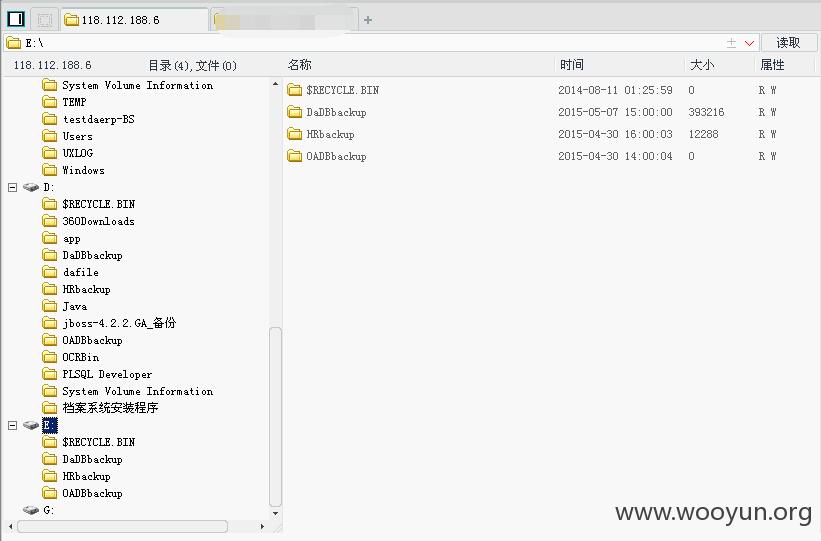 118.112.188.6
E:\
读取
118.112.188.6 目录(4),文件(0) 名称 时间 大小 属性
System Volume Information
TEMP
testdaerp-BS
Users
UXLOG
Windows
D:
$RECYCLE.BIN
360Downloads
app
DaDBbackup
dafile
HRbackup
Java
jboss-4.2.2.GA_备份
OADBbackup
OCRBin
PLSQL Developer
System Volume Information
档案系统安装程序
E:
$RECYCLE.BIN
DaDBbackup
HRbackup
OADBbackup
G:
$RECYCLE.BIN 2014-08-11 01:25:59 0 R W
DaDBbackup 2015-05-07 15:00:00 393216 R W
HRbackup 2015-04-30 16:00:03 12288 R W
OADBbackup 2015-04-30 14:00:04 0 R W
www.wooyun.org